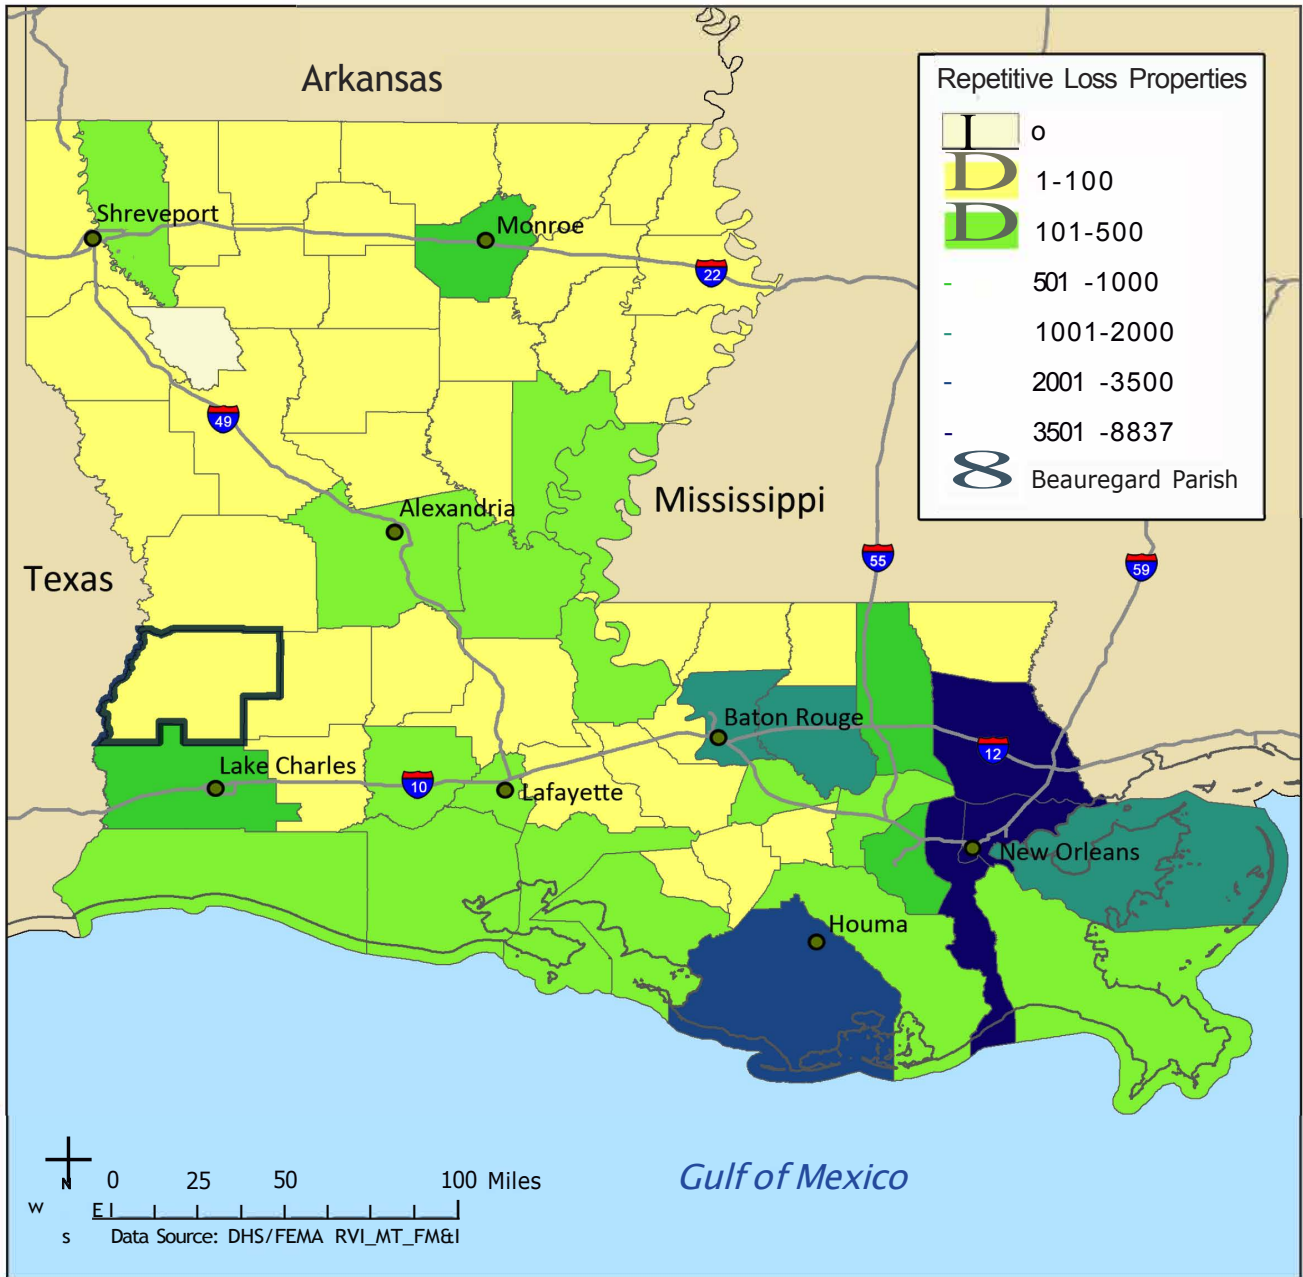 Arkansas
Repetitive Loss Properties
I o
D 1-100
D 101-500
- 501 -1000
- 1001-2000
- 2001 -3500
- 3501 -8837
8 Beauregard Parish
Shreveport
Monroe
22
49
Alexandria
Mississippi
55
59
Texas
Baton Rouge
12
Lake Charles
10
Lafayette
New Orleans
Houma
Gulf of Mexico
N
W
E
S
0 25 50 100 Miles
Data Source: DHS/FEMA RVI_MT_FM&I